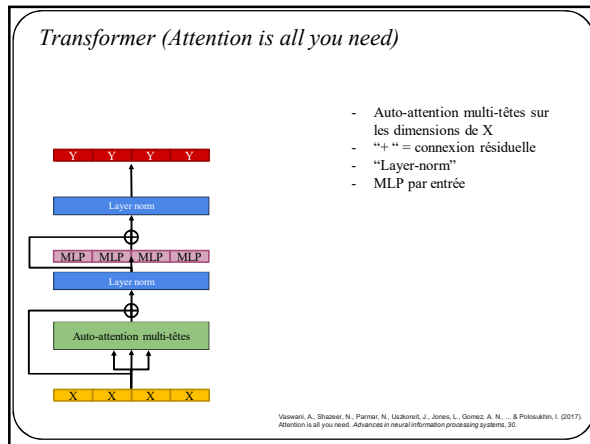 Transformer (Attention is all you need)
- Auto-attention multi-têtes sur
les dimensions de X
- “+ “ = connexion résiduelle
- “Layer-norm”
- MLP par entrée
Y Y Y Y
Layer norm
MLP MLP MLP MLP
Layer norm
Auto-attention multi-têtes
X X X X
Vaswani, A., Shazeer, N., Parmar, N., Uszkoreit, J., Jones, L., Gomez, A. N., ... & Polosukhin, I. (2017).
Attention is all you need. Advances in neural information processing systems, 30.